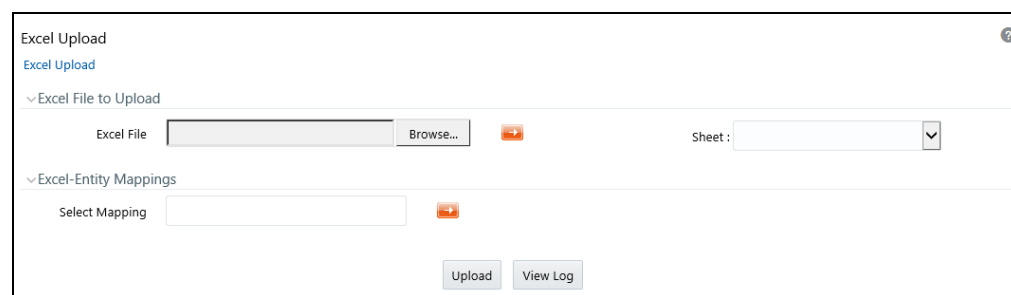 Excel Upload
?
Excel Upload
Excel File to Upload
Excel File Browse... Sheet :
Excel-Entity Mappings
Select Mapping
Upload View Log